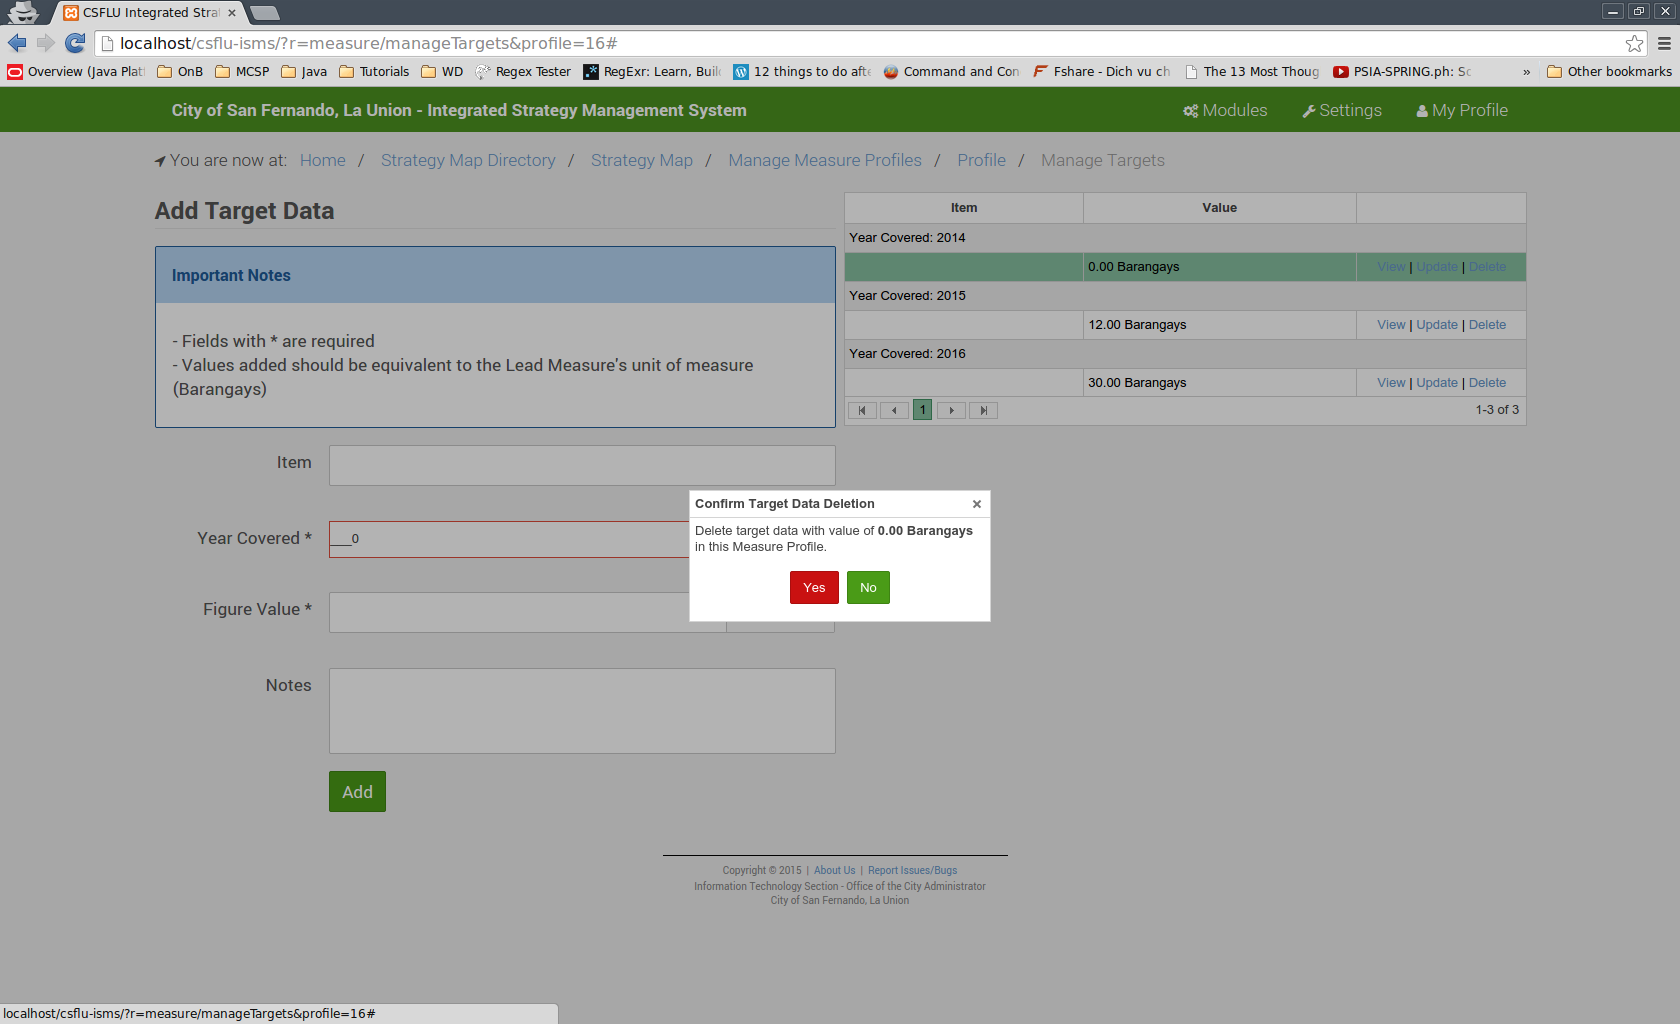 CSFLU Integrated Stra
localhost/csflu-isms/?r=measure/manageTargets&profile=16#
Overview (Java Plat
OnB
MCSP
Java
Tutorials
WD
Regex Tester
RegExr: Learn, Buil
12 things to do afte
Command and Con
Fshare - Dich vu ch
The 13 Most Thoug
PSIA-SPRING.ph: Sc
»
Other bookmarks
City of San Fernando, La Union - Integrated Strategy Management System
Modules
Settings
My Profile
You are now at: Home / Strategy Map Directory / Strategy Map / Manage Measure Profiles / Profile / Manage Targets
Add Target Data
Important Notes
- Fields with * are required
- Values added should be equivalent to the Lead Measure's unit of measure
(Barangays)
Item
Year Covered *
___0
Figure Value *
Notes
Add
Item Value
Year Covered: 2014
0.00 Barangays View | Update | Delete
Year Covered: 2015
12.00 Barangays View | Update | Delete
Year Covered: 2016
30.00 Barangays View | Update | Delete
1
1-3 of 3
Confirm Target Data Deletion
Delete target data with value of 0.00 Barangays
in this Measure Profile.
Yes No
Copyright © 2015 | About Us | Report Issues/Bugs
Information Technology Section - Office of the City Administrator
City of San Fernando, La Union
localhost/csflu-isms/?r=measure/manageTargets&profile=16#